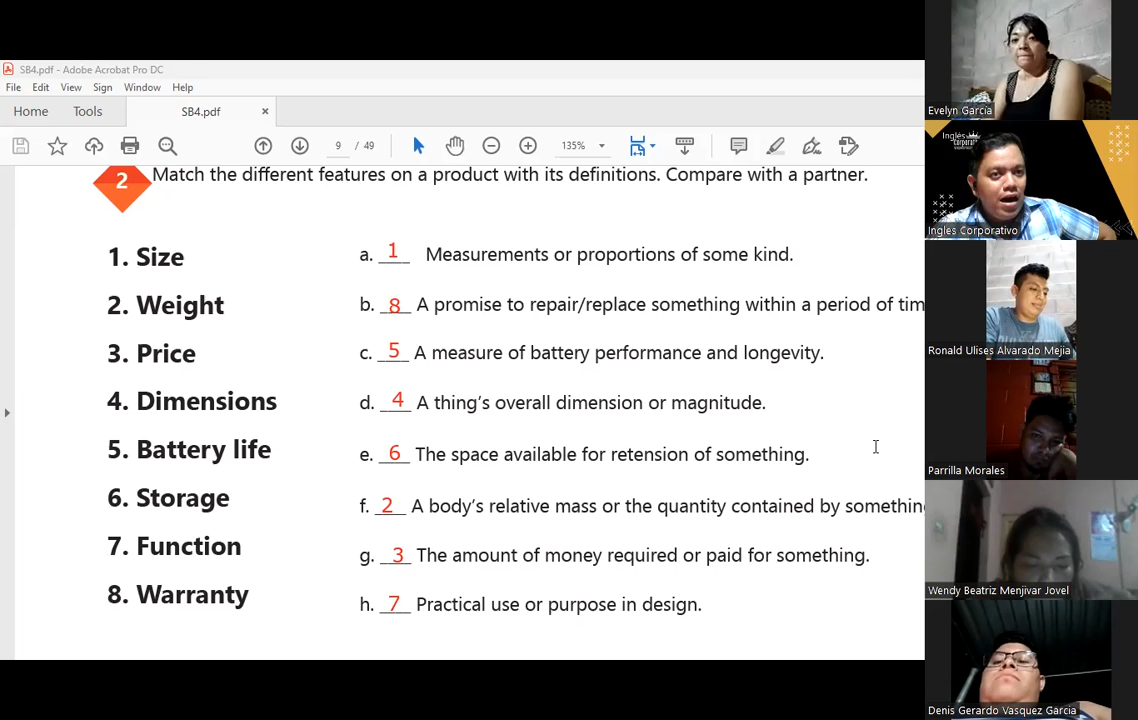 SB4.pdf - Adobe Acrobat Pro DC
File Edit View Sign Window Help
Home Tools SB4.pdf ×
9 / 49 135%
2 Match the different features on a product with its definitions. Compare with a partner.
1. Size a. 1 Measurements or proportions of some kind.
2. Weight b. 8 A promise to repair/replace something within a period of tim
3. Price c. 5 A measure of battery performance and longevity.
4. Dimensions d. 4 A thing's overall dimension or magnitude.
5. Battery life e. 6 The space available for retension of something.
6. Storage f. 2 A body's relative mass or the quantity contained by somethin
7. Function g. 3 The amount of money required or paid for something.
8. Warranty h. 7 Practical use or purpose in design.
Evelyn García
Inglés
corporativo
Ingles Corporativo
Ronald Ulises Alvarado Mejia
Parrilla Morales
Wendy Beatriz Menjivar Jovel
Denis Gerardo Vasquez Garcia